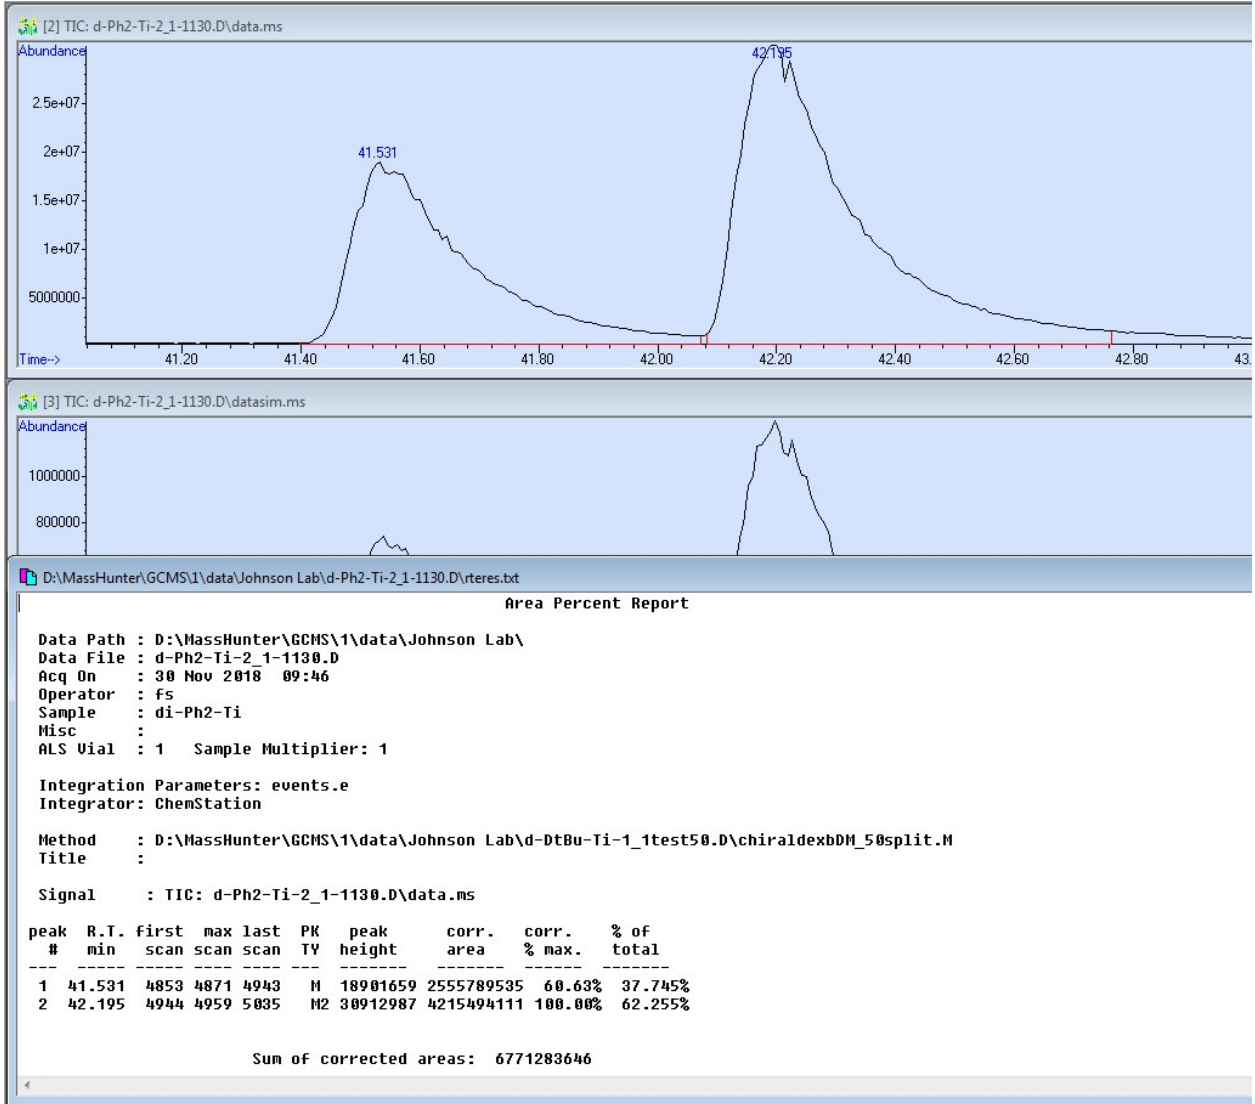 [2] TIC: d-Ph2-Ti-2_1-1130.D\data.ms
Abundance
42.195
2.5e+07
2e+07
41.531
1.5e+07
1e+07
5000000
Time-->
41.20 41.40 41.60 41.80 42.00 42.20 42.40 42.60 42.80 43.
[3] TIC: d-Ph2-Ti-2_1-1130.D\datasim.ms
Abundance
1000000
800000
D:\MassHunter\GCMS\1\data\Johnson Lab\d-Ph2-Ti-2_1-1130.D\rteres.txt
Area Percent Report
Data Path : D:\MassHunter\GCMS\1\data\Johnson Lab\
Data File : d-Ph2-Ti-2_1-1130.D
Acq On : 30 Nov 2018 09:46
Operator : fs
Sample : di-Ph2-Ti
Misc :
ALS Vial : 1 Sample Multiplier: 1
Integration Parameters: events.e
Integrator: ChemStation
Method : D:\MassHunter\GCMS\1\data\Johnson Lab\d-DtBu-Ti-1_1test50.D\chiraldexbDM_50split.M
Title :
Signal : TIC: d-Ph2-Ti-2_1-1130.D\data.ms
peak R.T. first max last PK peak corr. corr. % of
# min scan scan scan TY height area % max. total
--- ----- ----- ---- ---- --- ------- ------- ------ -------
1 41.531 4853 4871 4943 M 18901659 2555789535 60.63% 37.745%
2 42.195 4944 4959 5035 M2 30912987 4215494111 100.00% 62.255%
Sum of corrected areas: 6771283646